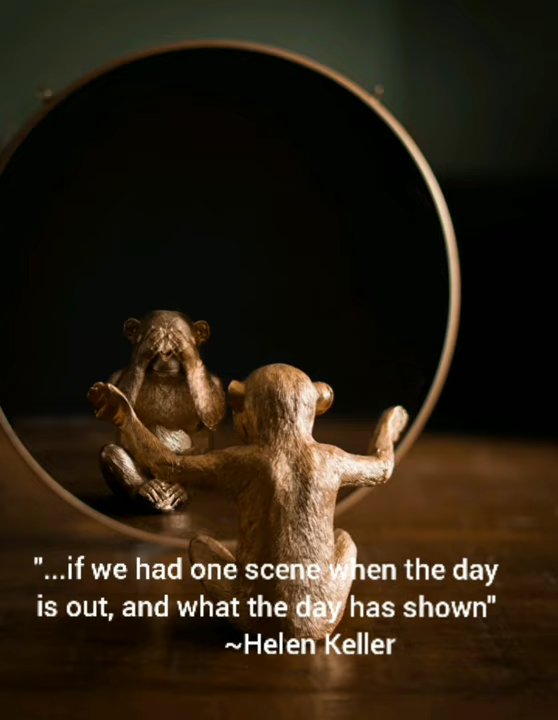 "...if we had one scene when the day
is out, and what the day has shown"
~Helen Keller